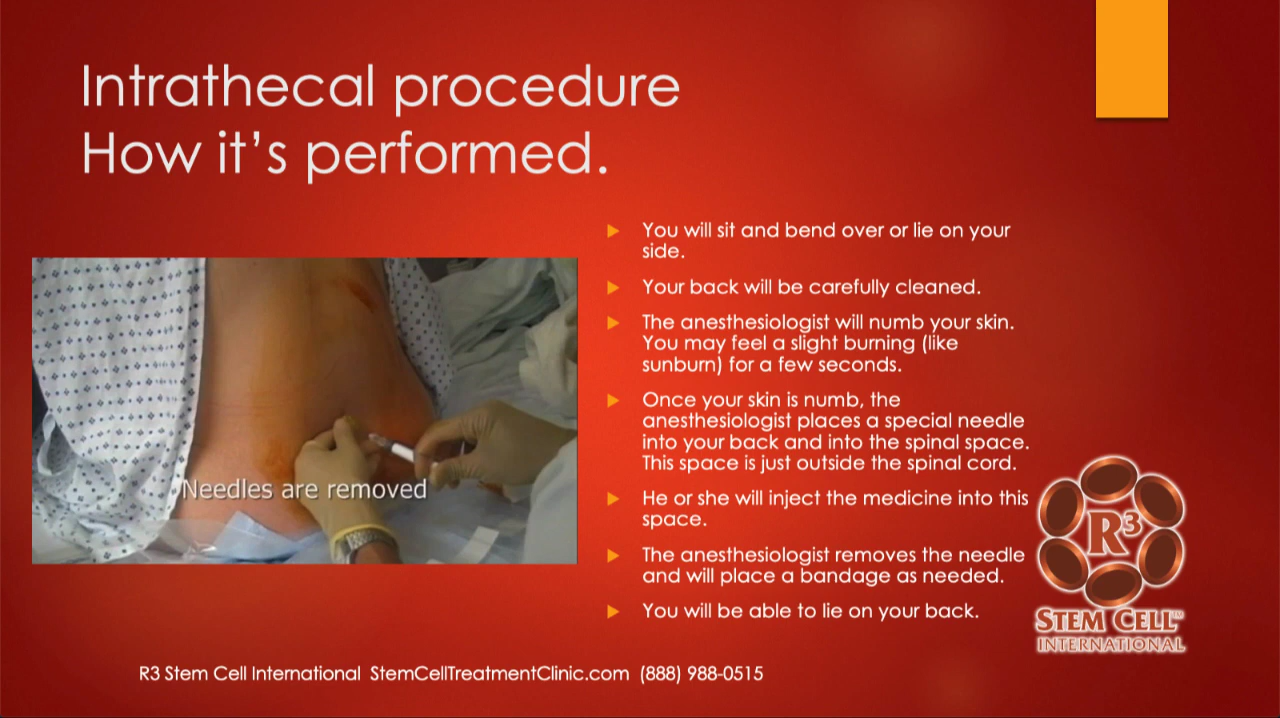 Intrathecal procedure
How it's performed.
You will sit and bend over or lie on your
side.
Your back will be carefully cleaned.
The anesthesiologist will numb your skin.
You may feel a slight burning (like
sunburn) for a few seconds.
Once your skin is numb, the
anesthesiologist places a special needle
into your back and into the spinal space.
This space is just outside the spinal cord.
He or she will inject the medicine into this
space.
The anesthesiologist removes the needle
and will place a bandage as needed.
You will be able to lie on your back.
Needles are removed
R³
STEM CELL™
INTERNATIONAL
R3 Stem Cell International  StemCellTreatmentClinic.com  (888) 988-0515